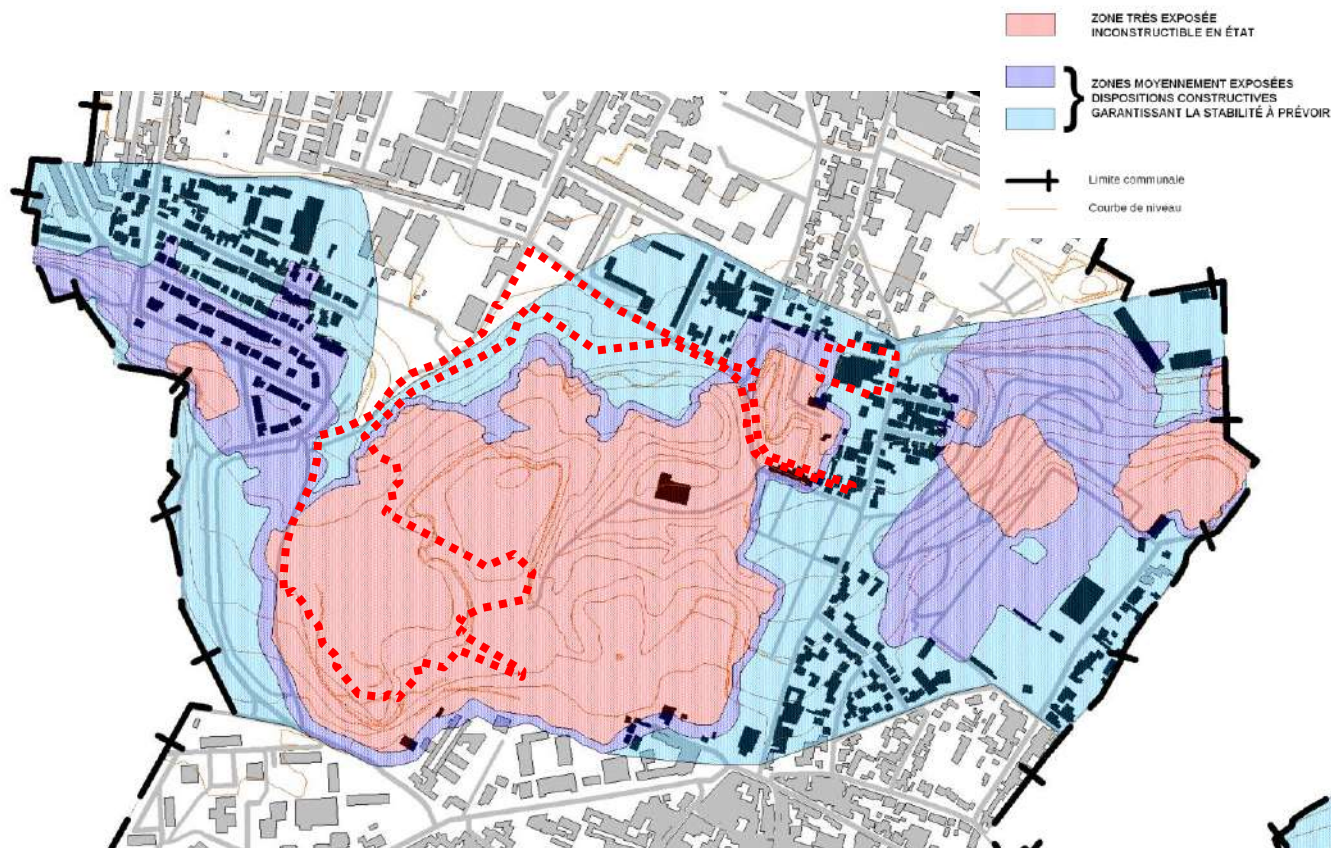 ZONE TRÈS EXPOSÉE
INCONSTRUCTIBLE EN ÉTAT
ZONES MOYENNEMENT EXPOSÉES
DISPOSITIONS CONSTRUCTIVES
GARANTISSANT LA STABILITÉ À PRÉVOIR
Limite communale
Courbe de niveau